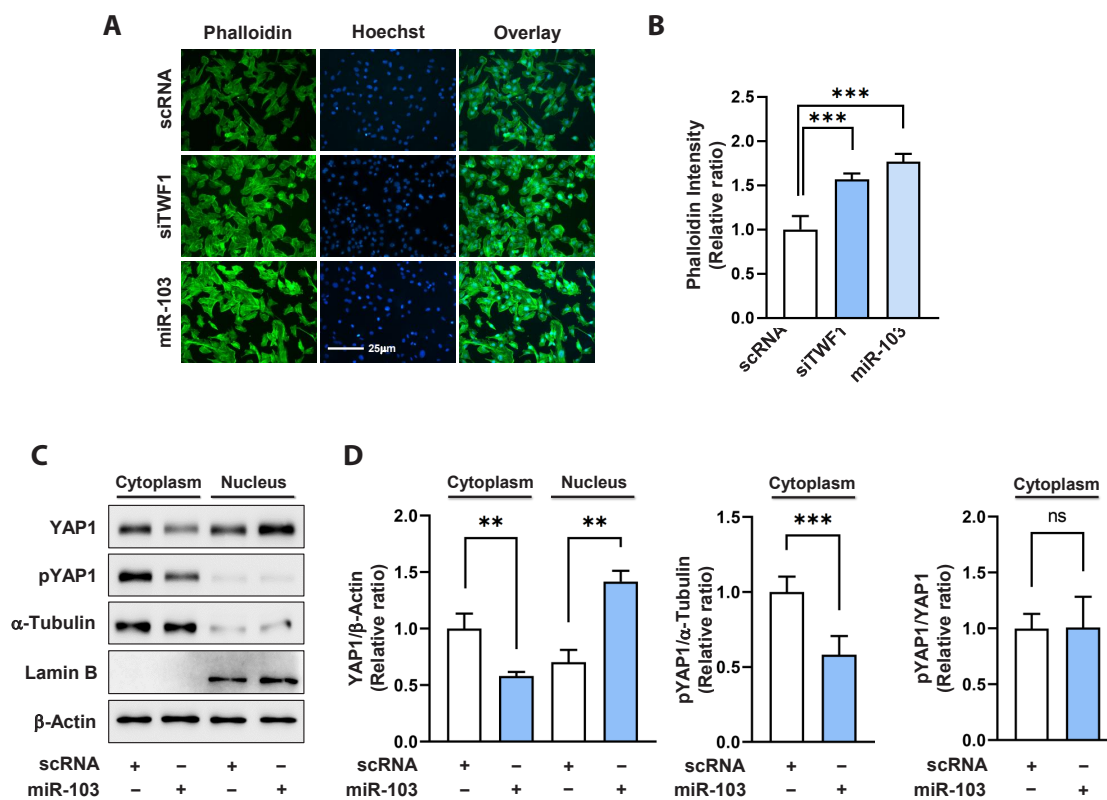 A
Phalloidin Hoechst Overlay
scRNA
siTWF1
miR-103
25μm
B
Phalloidin Intensity
(Relative ratio)
2.5
2.0
1.5
1.0
0.5
0.0
***
***
scRNA siTWF1 miR-103
C
Cytoplasm Nucleus
YAP1
pYAP1
α-Tubulin
Lamin B
β-Actin
scRNA + – + –
miR-103 – + – +
D
Cytoplasm Nucleus
YAP1/β-Actin
(Relative ratio)
2.0
1.5
1.0
0.5
0.0
** **
scRNA + – + –
miR-103 – + – +
Cytoplasm
pYAP1/α-Tubulin
(Relative ratio)
1.5
1.0
0.5
0.0
***
scRNA + –
miR-103 – +
Cytoplasm
pYAP1/YAP1
(Relative ratio)
2.0
1.5
1.0
0.5
0.0
ns
scRNA + –
miR-103 – +